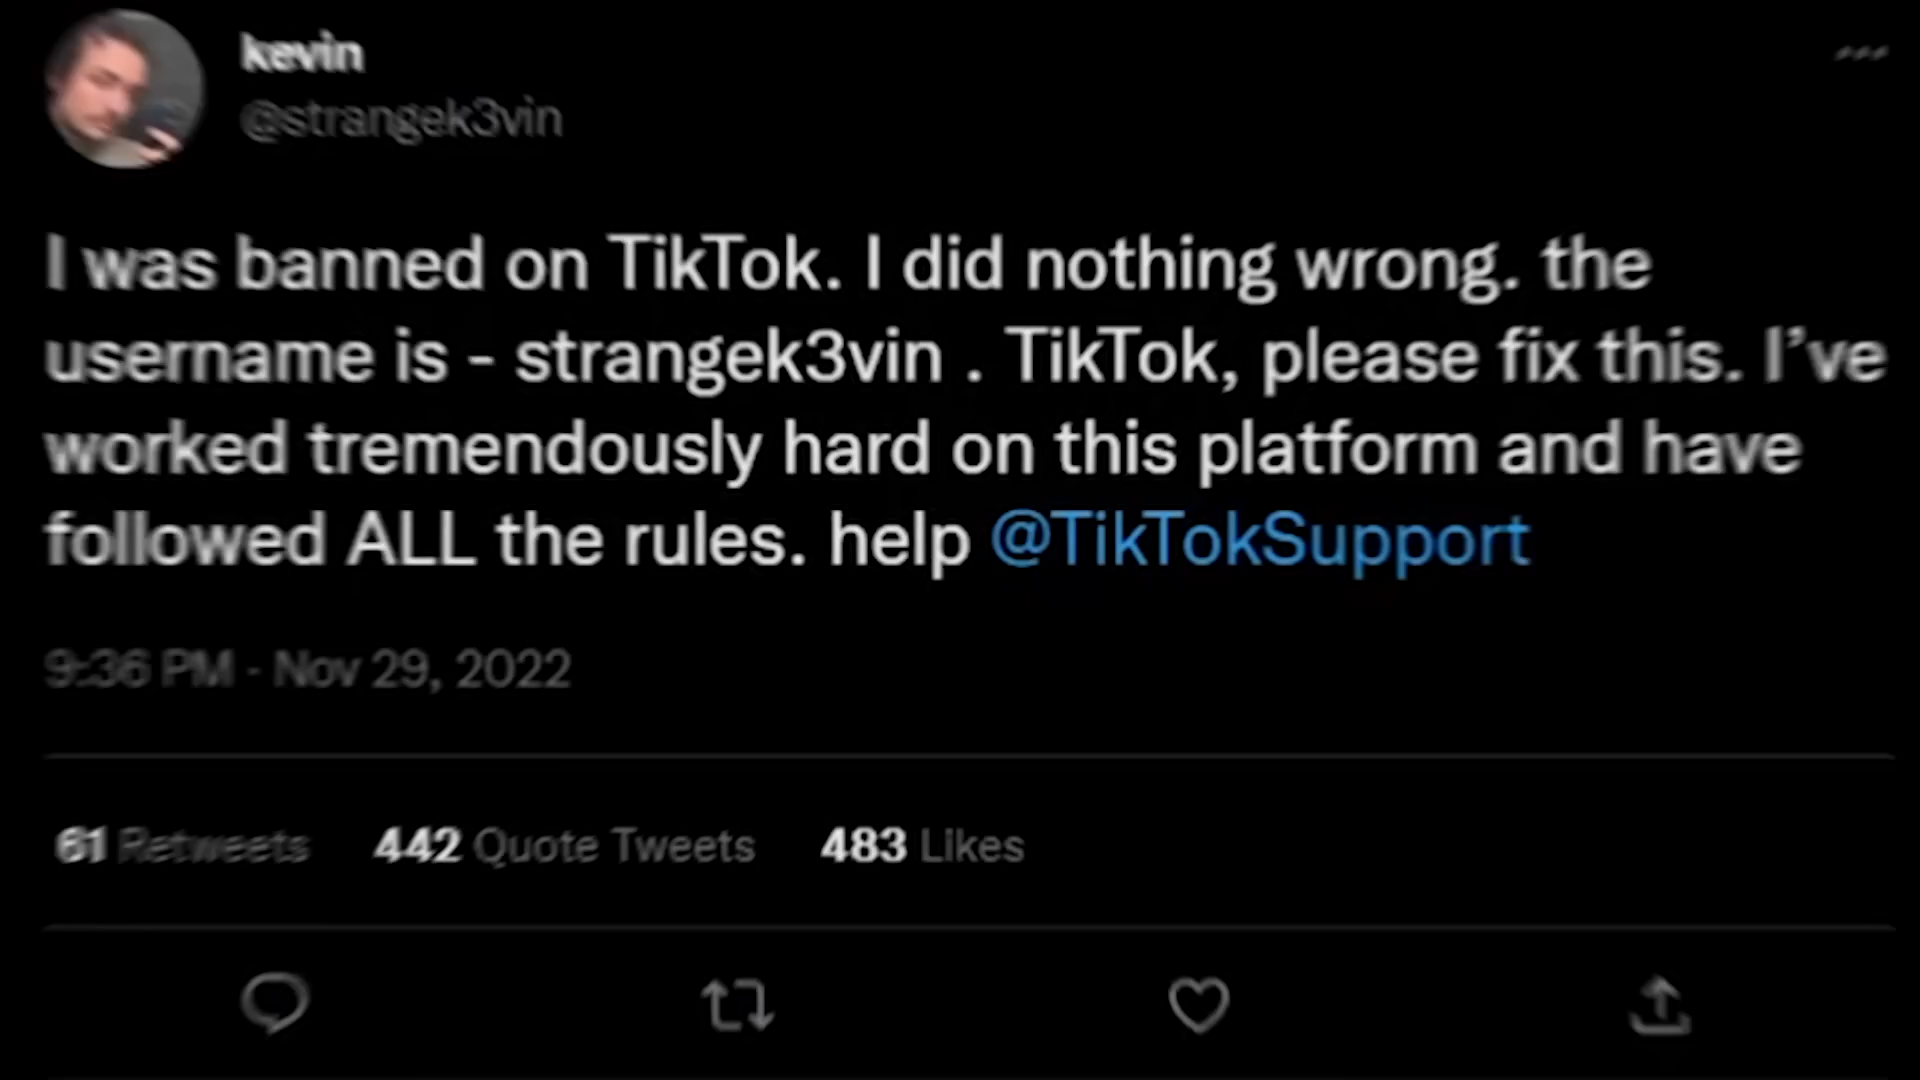 kevin
@strangek3vin
I was banned on TikTok. I did nothing wrong. the
username is - strangek3vin . TikTok, please fix this. I’ve
worked tremendously hard on this platform and have
followed ALL the rules. help @TikTokSupport
9:36 PM · Nov 29, 2022
61 Retweets 442 Quote Tweets 483 Likes